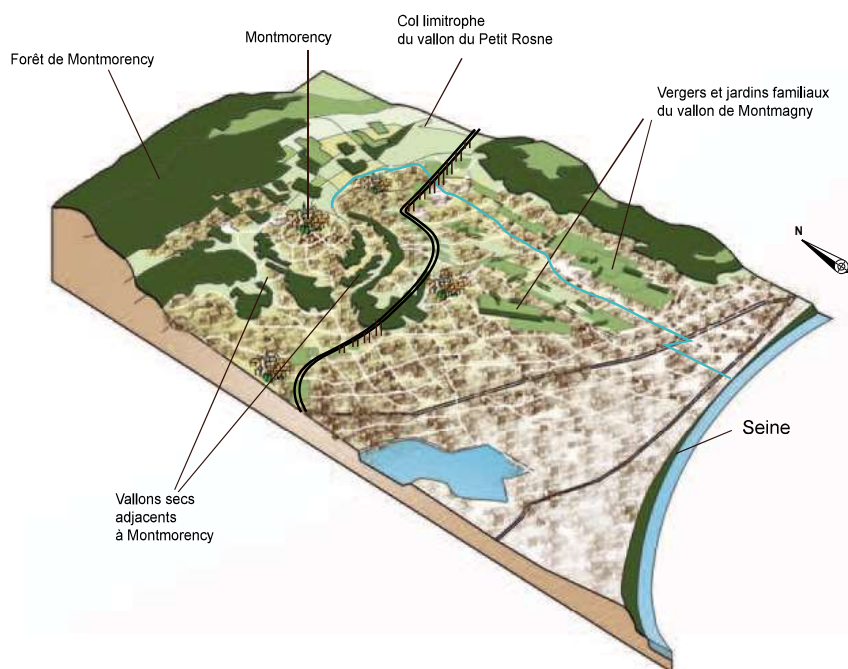 Col limitrophe
du vallon du Petit Rosne
Montmorency
Forêt de Montmorency
Vergers et jardins familiaux
du vallon de Montmagny
N
Seine
Vallons secs
adjacents
à Montmorency